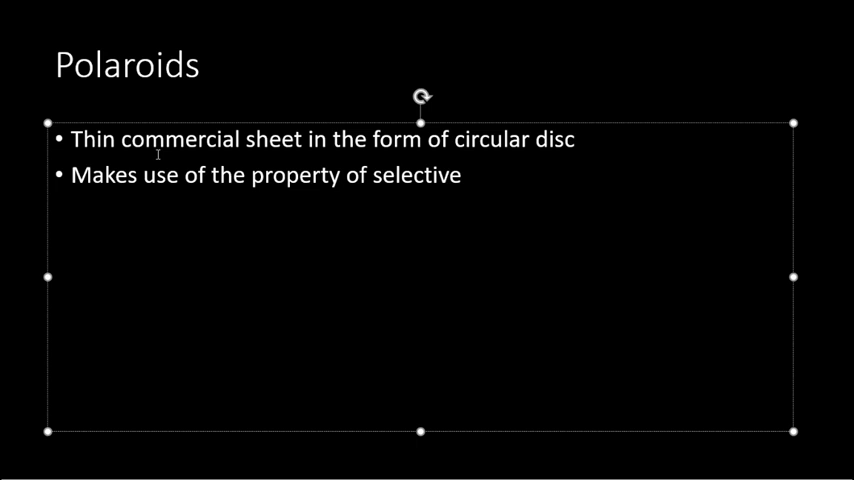 Polaroids
• Thin commercial sheet in the form of circular disc
• Makes use of the property of selective